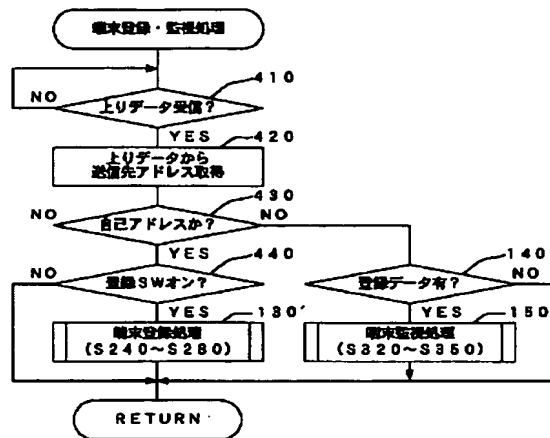 端末登録・監視処理
410
NO
上りデータ受信?
YES
420
上りデータから
送信先アドレス取得
430
NO
自己アドレスか?
NO
YES
440
140
NO
登録SWオン?
登録データ有?
NO
YES
130'
YES
150'
端末登録処理
(S240~S280)
端末監視処理
(S320~S350)
RETURN